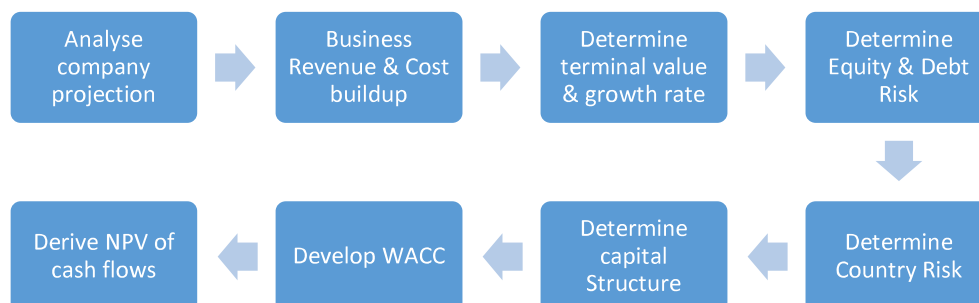 Analyse
company
projection
Business
Revenue & Cost
buildup
Determine
terminal value
& growth rate
Determine
Equity & Debt
Risk
Determine
Country Risk
Determine
capital
Structure
Develop WACC
Derive NPV of
cash flows